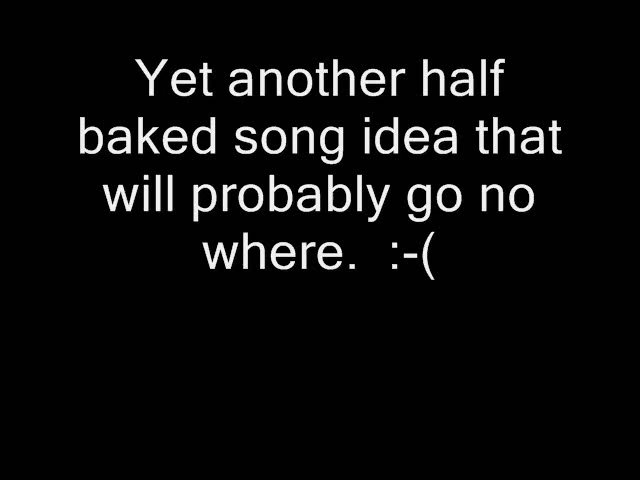 Yet another half
baked song idea that
will probably go no
where.  :-(